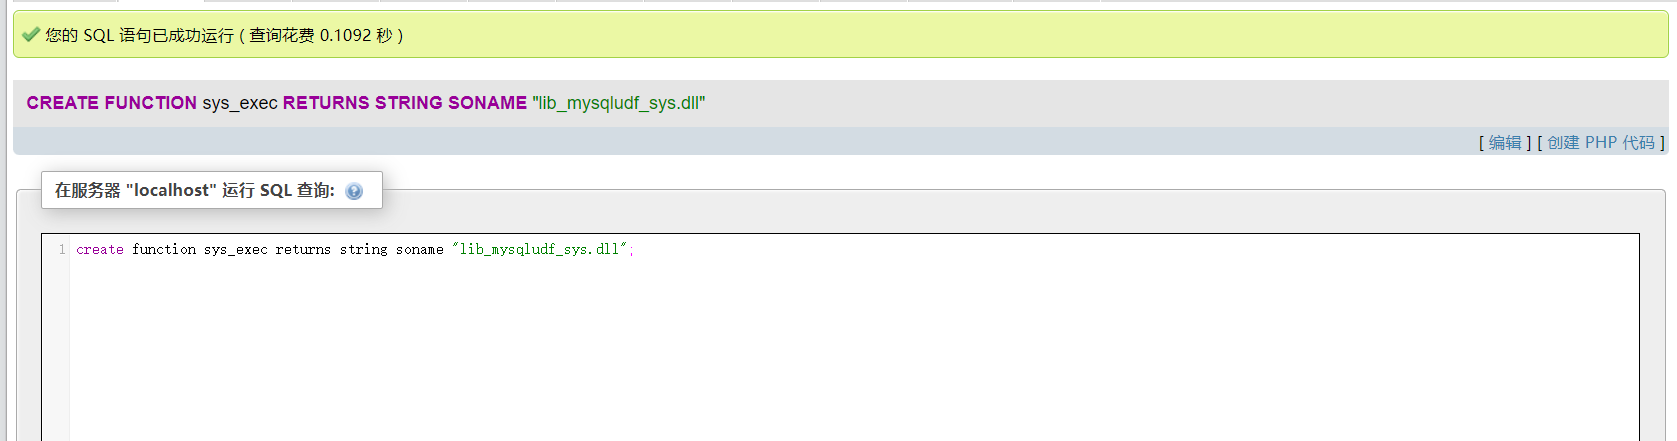 您的 SQL 语句已成功运行 ( 查询花费 0.1092 秒 )
CREATE FUNCTION sys_exec RETURNS STRING SONAME "lib_mysqludf_sys.dll"
[ 编辑 ] [ 创建 PHP 代码 ]
在服务器 "localhost" 运行 SQL 查询:
1 create function sys_exec returns string soname "lib_mysqludf_sys.dll";